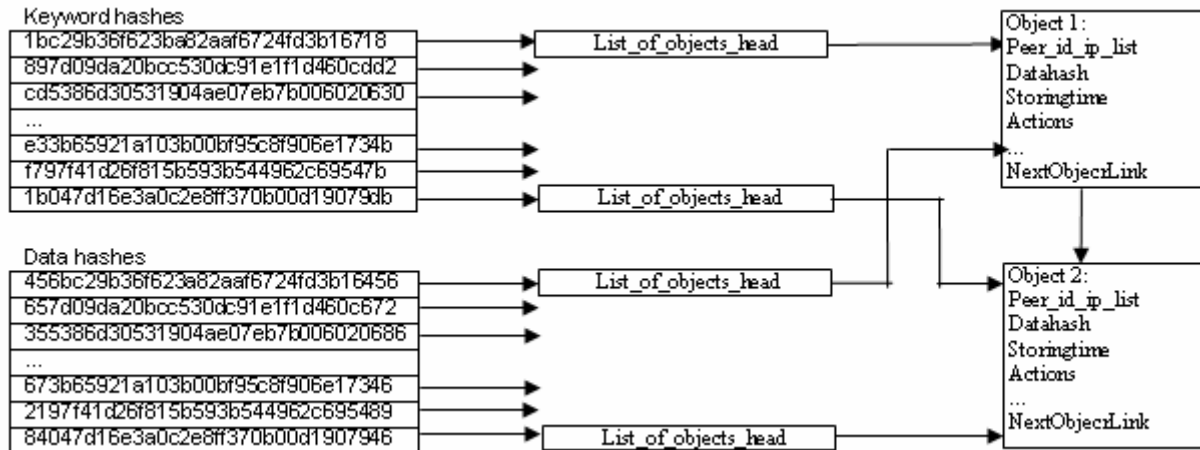 Keyword hashes
1bc29b36f623ba82aaf6724fd3b16718
897d09da20bcc530dc91e1f1d460cdd2
cd5386d30531904ae07eb7b006020630
...
e33b65921a103b00bf95c8f906e1734b
f797f41d26f815b593b544962c69547b
1b047d16e3a0c2e8ff370b00d19079db
List_of_objects_head
List_of_objects_head
Object 1:
Peer_id_ip_list
Datahash
Storingtime
Actions
...
NextObjecrLink
Data hashes
456bc29b36f623a82aaf6724fd3b16456
657d09da20bcc530dc91e1f1d460c672
355386d30531904ae07eb7b006020686
...
673b65921a103b00bf95c8f906e17346
2197f41d26f815b593b544962c695489
84047d16e3a0c2e8ff370b00d1907946
List_of_objects_head
List_of_objects_head
Object 2:
Peer_id_ip_list
Datahash
Storingtime
Actions
...
NextObjecrLink